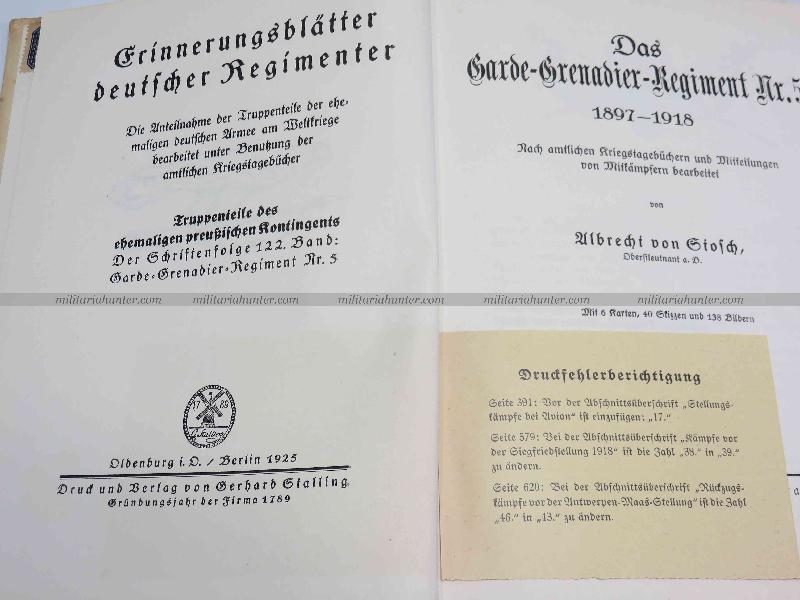 Erinnerungsblätter
deutscher Regimenter
Die Anteilnahme der Truppenteile der ehe-
maligen deutschen Armee am Weltkriege
bearbeitet unter Benutzung der
amtlichen Kriegstagebücher
Truppenteile des
ehemaligen preußischen Kontingents
Der Schriftenfolge 122. Band:
Garde-Grenadier-Regiment Nr. 5
17 89
G. Stalling
Oldenburg i. O. / Berlin 1925
Druck und Verlag von Gerhard Stalling
Gründungsjahr der Firma 1789
Das
Garde-Grenadier-Regiment Nr. 5
1897–1918
Nach amtlichen Kriegstagebüchern und Mitteilungen
von Mitkämpfern bearbeitet
von
Albrecht von Stosch,
Oberstleutnant a. D.
Mit 6 Karten, 40 Skizzen und 138 Bildern
Druckfehlerberichtigung
Seite 391: Vor der Abschnittsüberschrift „Stellungs-
kämpfe bei Avion" ist einzufügen: „17."
Seite 579: Bei der Abschnittsüberschrift „Kämpfe vor
der Siegfriedstellung 1918" ist die Zahl „38." in „39."
zu ändern.
Seite 620: Bei der Abschnittsüberschrift „Rückzugs-
kämpfe vor der Antwerpen-Maas-Stellung" ist die Zahl
„46." in „13." zu ändern.
militariahunter.com militariahunter.com militariahunter.com militariahunter.com militariahunter.com